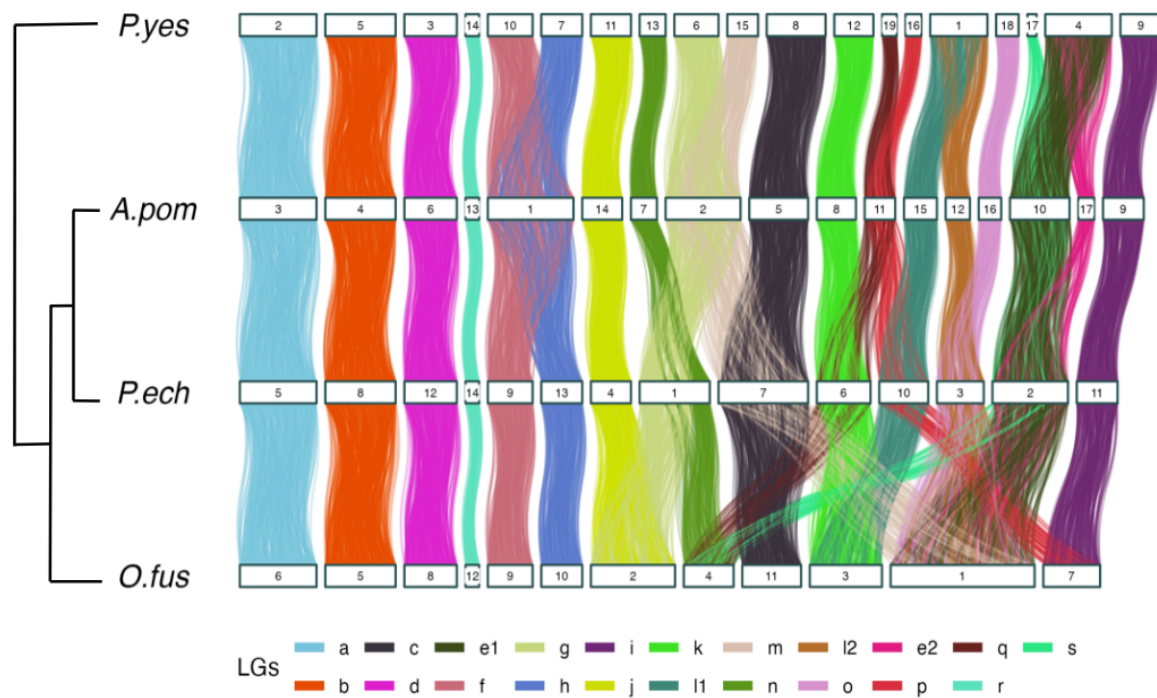 P.yes 2 5 3 14 10 7 11 13 6 15 8 12 19 16 1 18 17 4 9
A.pom 3 4 6 13 1 14 7 2 5 8 11 15 12 16 10 17 9
P.ech 5 8 12 14 9 13 4 1 7 6 10 3 2 11
O.fus 6 5 8 12 9 10 2 4 11 3 1 7
LGs
a c e1 g i k m l2 e2 q s
b d f h j l1 n o p r